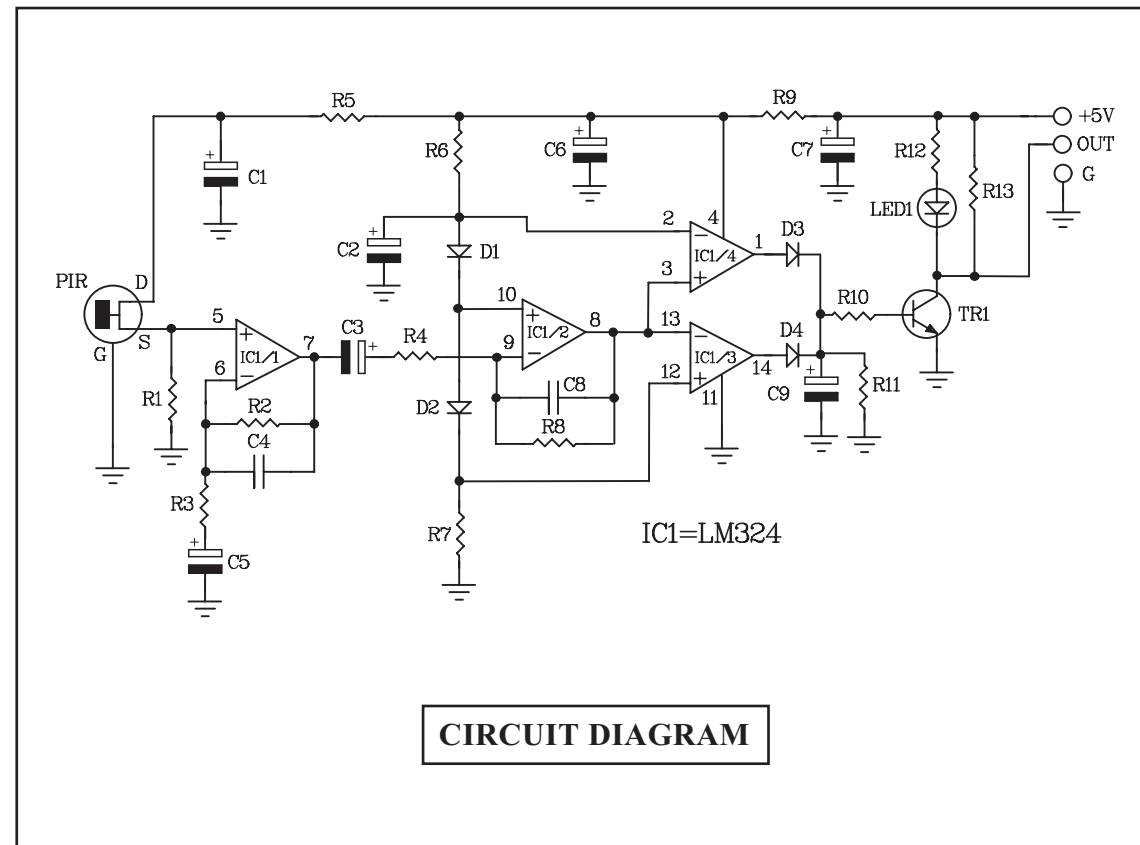 R5
R9
+5V
R6
C6
C7
R12
OUT
C1
R13
G
LED1
2
4
1
D3
C2
D1
IC1/4
PIR
D
3
10
R10
TR1
5
C3
R4
8
13
D4
S
IC1/1
7
IC1/2
IC1/3
G
6
9
14
12
11
R1
R2
D2
C8
C9
R11
C4
R8
R3
R7
IC1=LM324
C5
+
+
+
+
+
+
+
+
−
+
−
−
+
−
+
CIRCUIT DIAGRAM